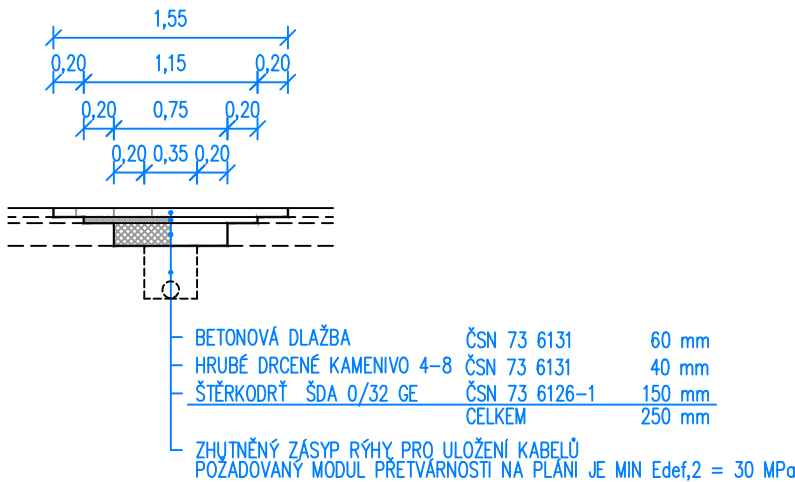 1,55
0,20 1,15 0,20
0,20 0,75 0,20
0,20 0,35 0,20
BETONOVÁ DLAŽBA ČSN 73 6131 60 mm
HRUBÉ DRCENÉ KAMENIVO 4-8 ČSN 73 6131 40 mm
ŠTĚRKODRŤ ŠDA 0/32 GE ČSN 73 6126-1 150 mm
CELKEM 250 mm
ZHUTNĚNÝ ZÁSYP RÝHY PRO ULOŽENÍ KABELŮ
POŽADOVANÝ MODUL PŘETVÁRNOSTI NA PLÁNI JE MIN Edef,2 = 30 MPa